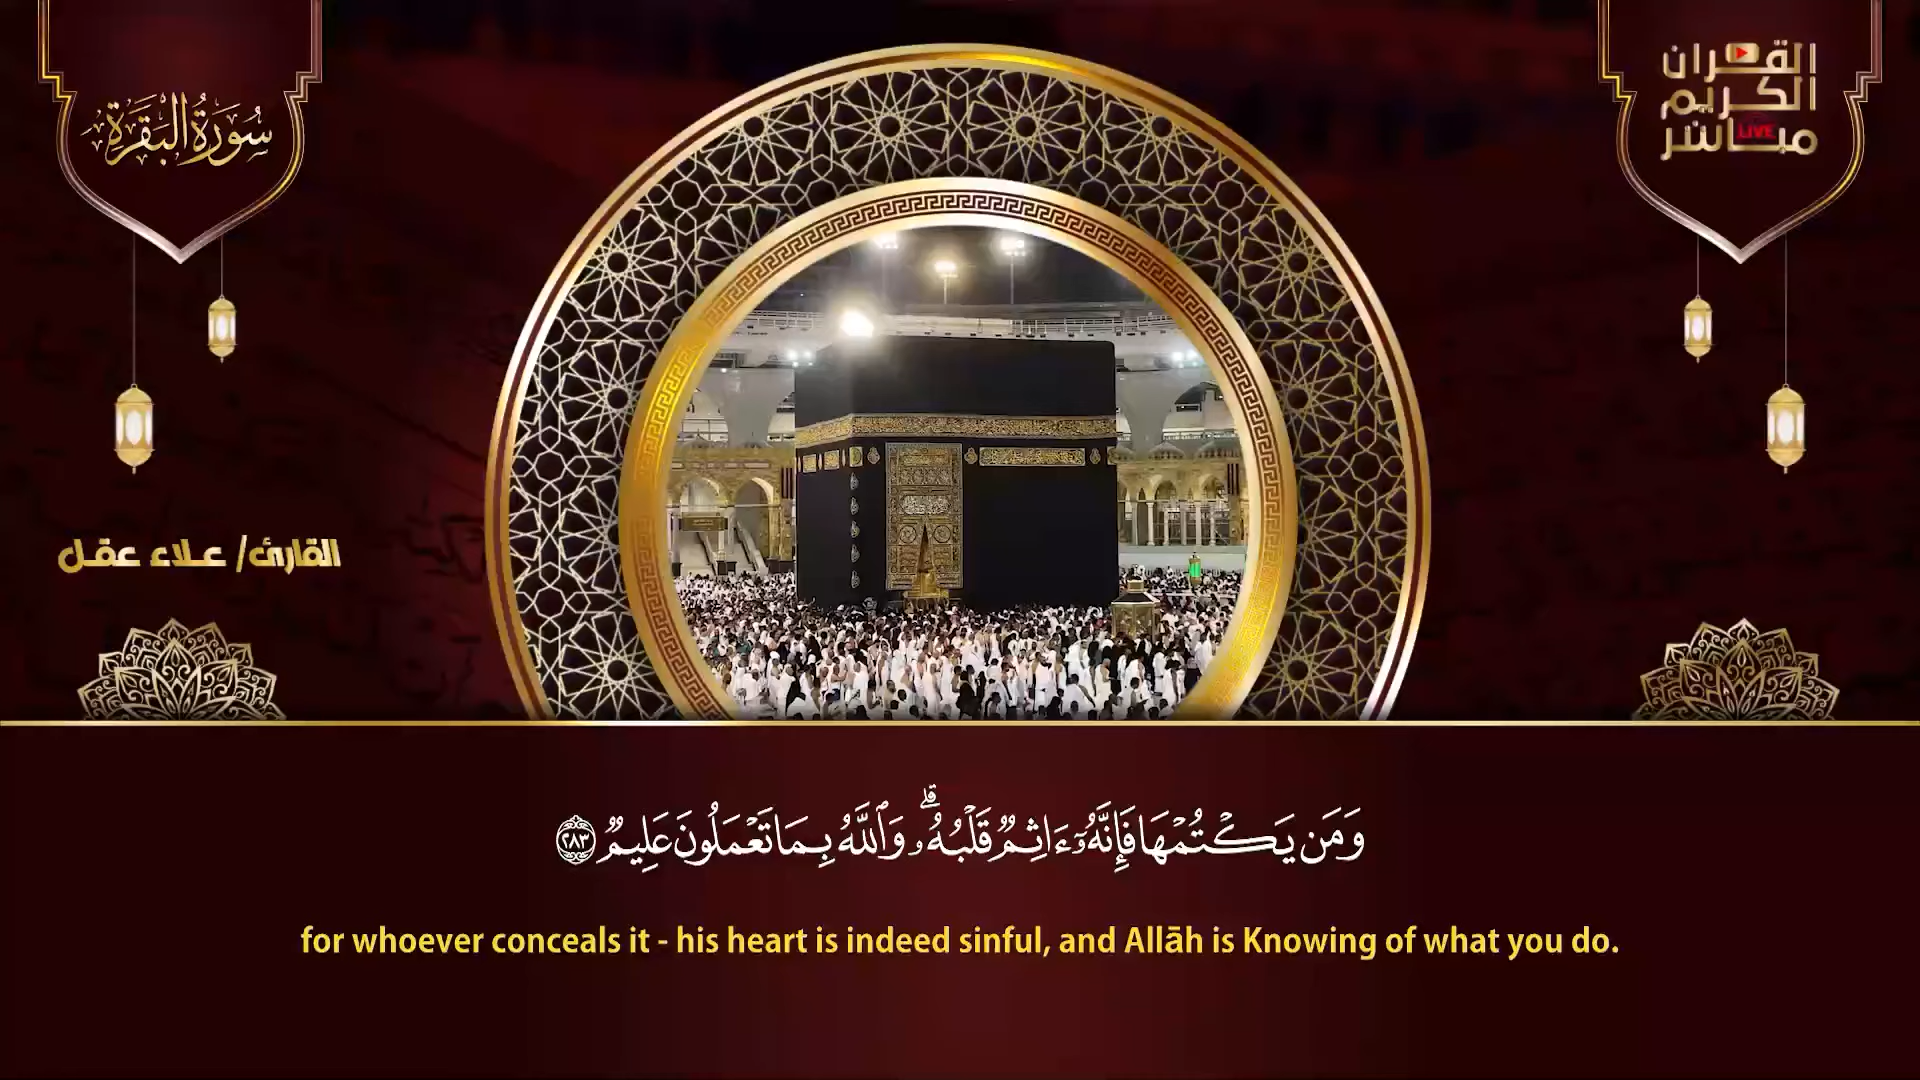 سُورَةُ البَقَرَةِ
القرآن
الكريم
مباشر
LIVE
القارئ/ علاء عقل
وَمَن يَكْتُمْهَا فَإِنَّهُۥٓ ءَاثِمٌ قَلْبُهُۥ ۗ وَٱللَّهُ بِمَا تَعْمَلُونَ عَلِيمٌ ٢٨٣
for whoever conceals it - his heart is indeed sinful, and Allāh is Knowing of what you do.